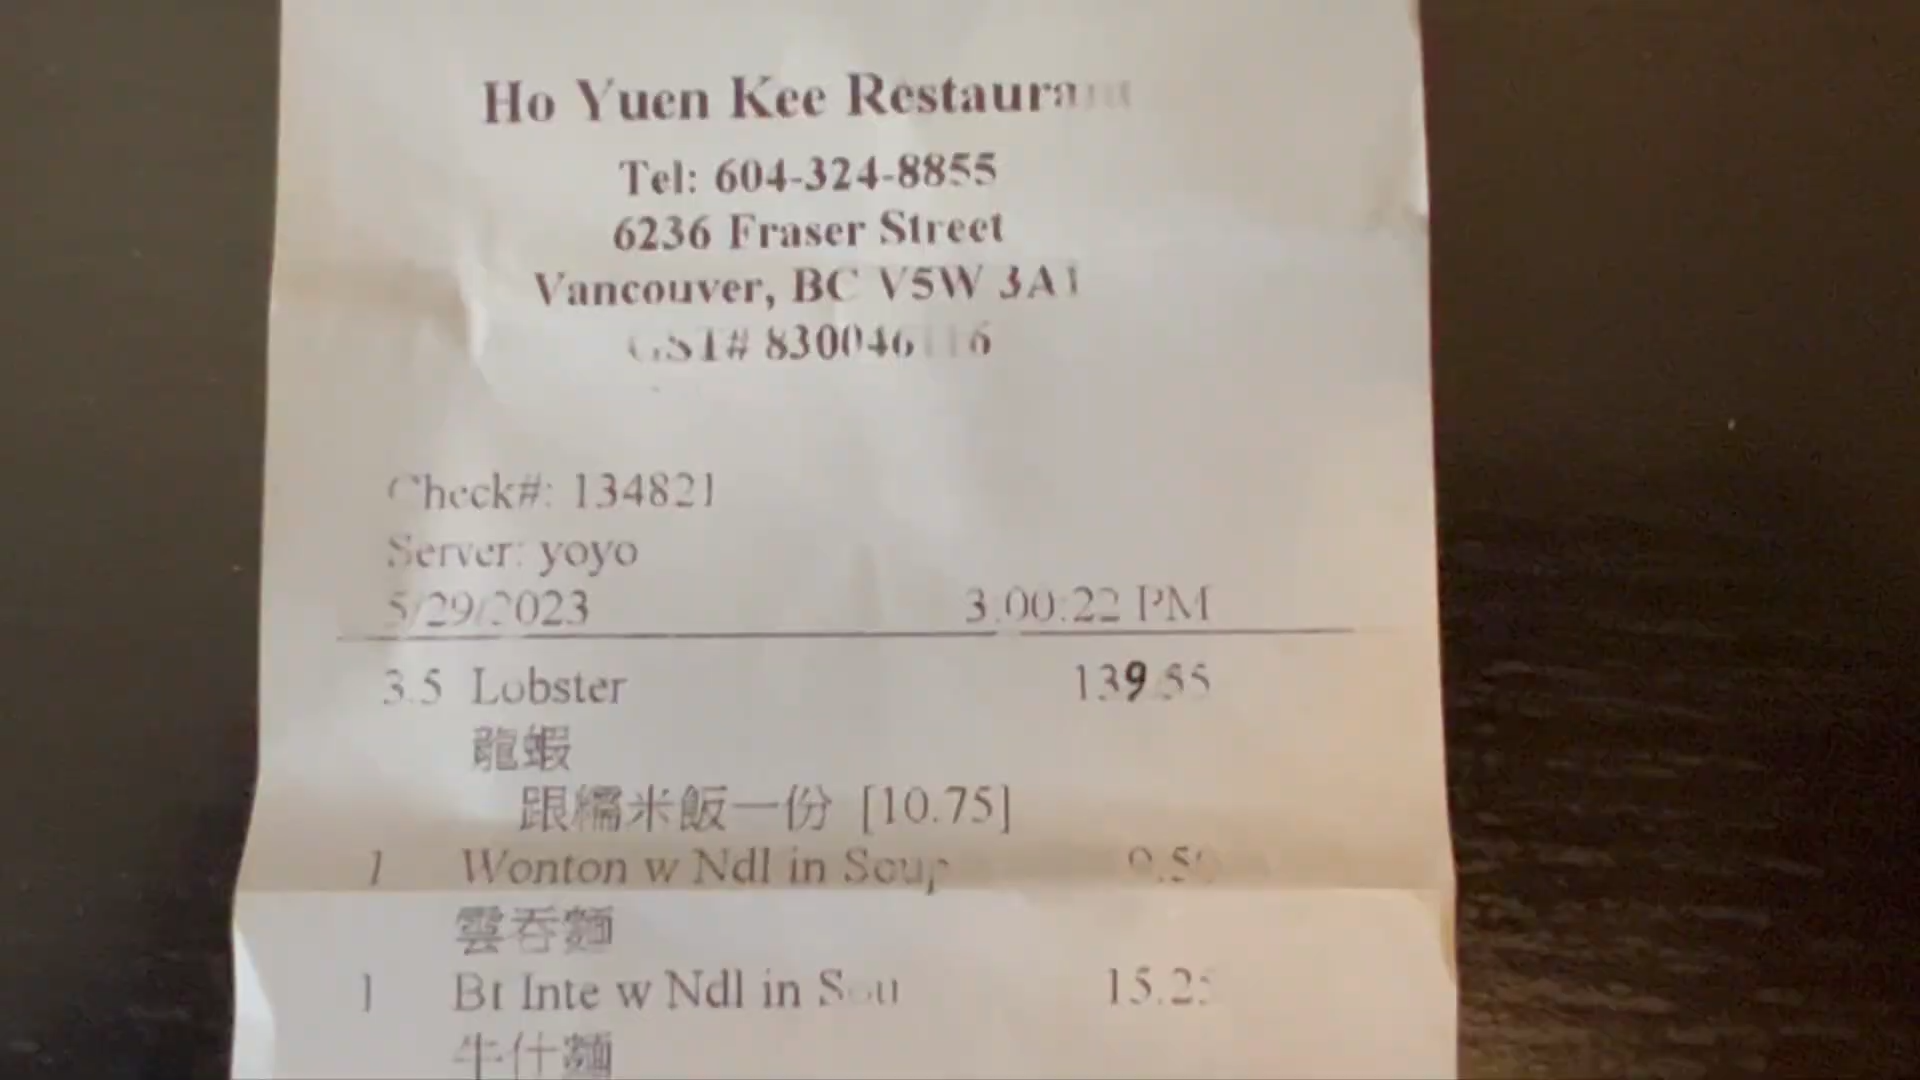 Ho Yuen Kee Restaurant
Tel: 604-324-8855
6236 Fraser Street
Vancouver, BC V5W 3A1
GST#
Check#: 134821
Server: yoyo
5/29/2023 3:00:22 PM
3.5 Lobster 139.55
龍蝦
跟糯米飯一份 [10.75]
1 Wonton w Ndl in Soup
雲吞麵
1 Bf Inte w Ndl in Sou 15.25
牛什麵